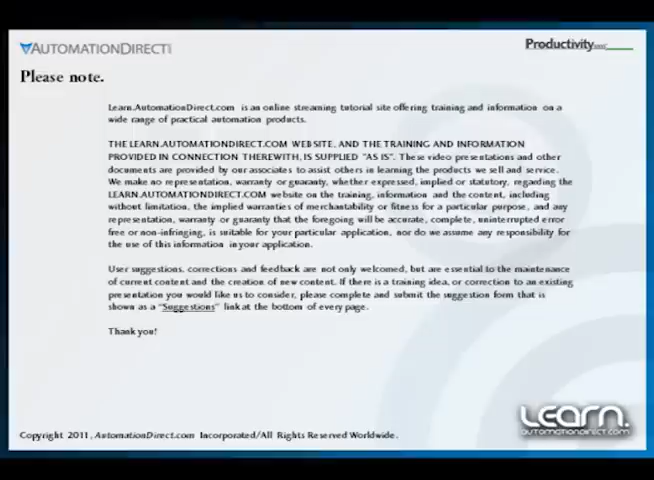 AUTOMATIONDIRECT
Productivity
Please note.
Learn.AutomationDirect.com is an online streaming tutorial site offering training and information on a
wide range of practical automation products.
THE LEARN.AUTOMATIONDIRECT.COM WEBSITE, AND THE TRAINING AND INFORMATION
PROVIDED IN CONNECTION THEREWITH, IS SUPPLIED "AS IS". These video presentations and other
documents are provided by our associates to assist others in learning the products we sell and service.
We make no representation, warranty or guaranty, whether expressed, implied or statutory, regarding the
LEARN.AUTOMATIONDIRECT.COM website on the training, information and the content, including
without limitation, the implied warranties of merchantability or fitness for a particular purpose, and any
representation, warranty or guaranty that the foregoing will be accurate, complete, uninterrupted error
free or non-infringing, is suitable for your particular application, nor do we assume any responsibility for
the use of this information in your application.
User suggestions, corrections and feedback are not only welcomed, but are essential to the maintenance
of current content and the creation of new content. If there is a training idea, or correction to an existing
presentation you would like us to consider, please complete and submit the suggestion form that is
shown as a "Suggestions" link at the bottom of every page.
Thank you!
LEARN.
AUTOMATIONDIRECT.COM
Copyright 2011, AutomationDirect.com Incorporated/All Rights Reserved Worldwide.